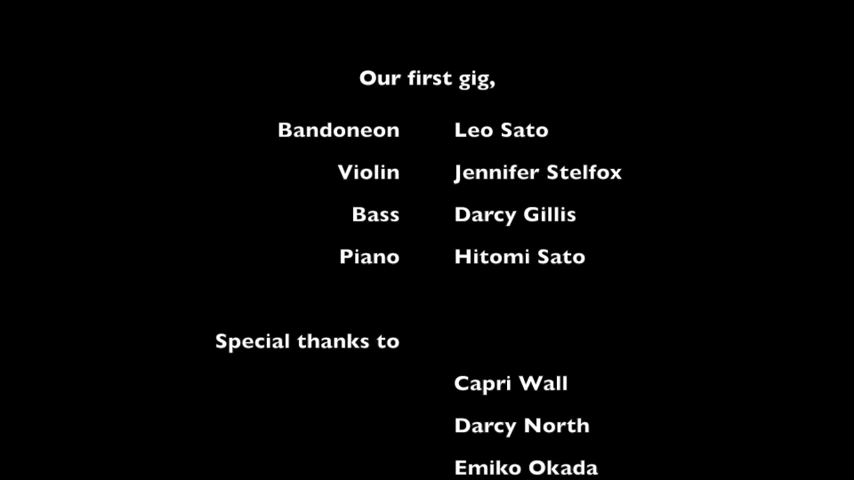 Our first gig,
Bandoneon Leo Sato
Violin Jennifer Stelfox
Bass Darcy Gillis
Piano Hitomi Sato
Special thanks to
Capri Wall
Darcy North
Emiko Okada